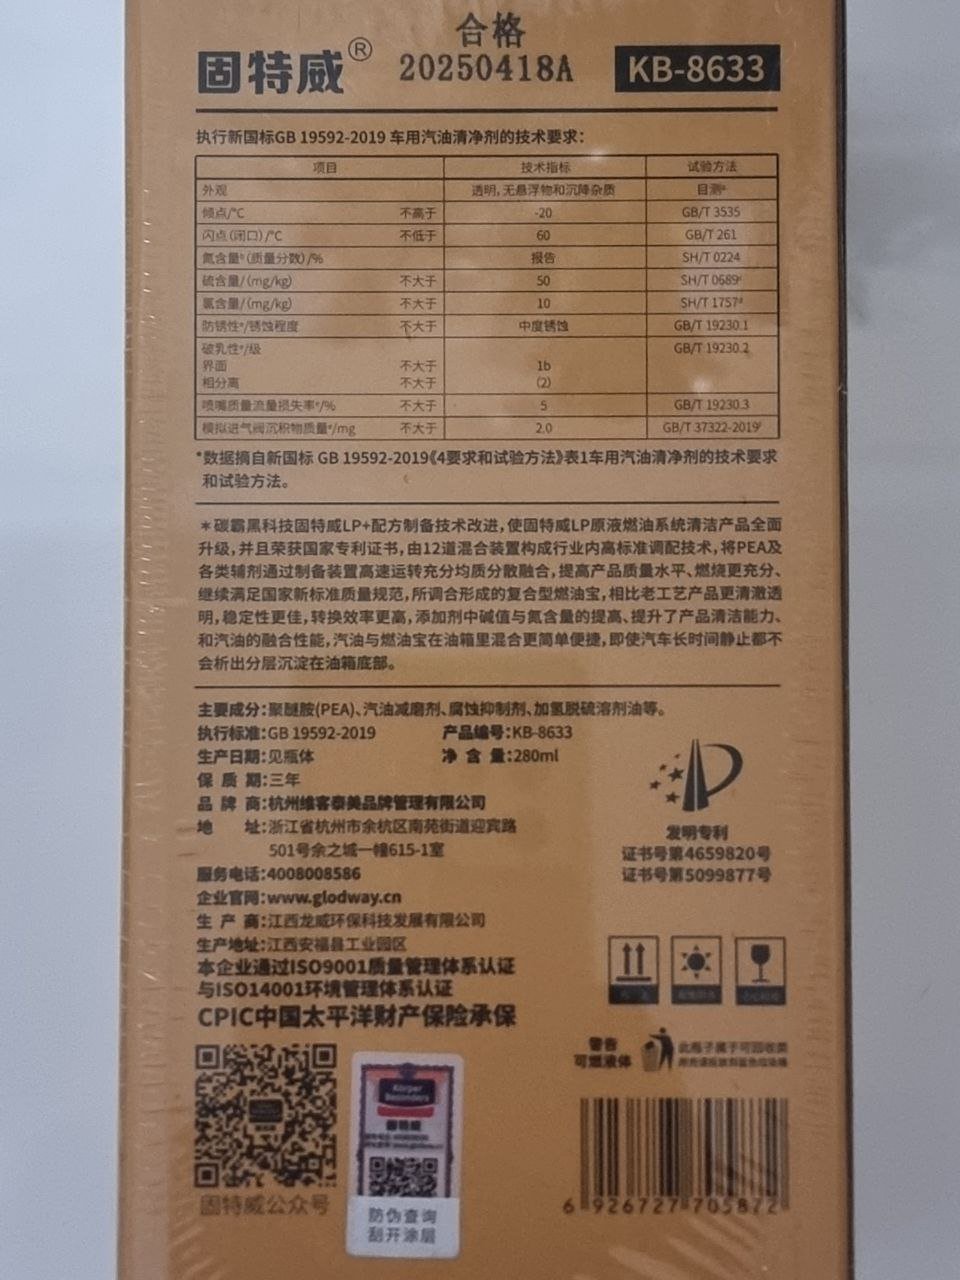 合格
固特威® 20250418A KB-8633
执行新国标GB 19592-2019 车用汽油清净剂的技术要求：
项目 技术指标 试验方法
外观 透明，无悬浮物和沉降杂质 目测ᵃ
倾点/℃ 不高于 -20 GB/T 3535
闪点（闭口）/℃ 不低于 60 GB/T 261
氮含量ᵇ（质量分数）/% 报告 SH/T 0224
硫含量/（mg/kg） 不大于 50 SH/T 0689ᶜ
氯含量/（mg/kg） 不大于 10 SH/T 1757ᵈ
防锈性ᵉ/锈蚀程度 不大于 中度锈蚀 GB/T 19230.1
破乳性ᵉ/级 GB/T 19230.2
界面 不大于 1b
相分离 不大于 （2）
喷嘴质量流量损失率ᵉ/% 不大于 5 GB/T 19230.3
模拟进气阀沉积物质量ᵉ/mg 不大于 2.0 GB/T 37322-2019ᶠ
*数据摘自新国标 GB 19592-2019《4要求和试验方法》表1车用汽油清净剂的技术要求
和试验方法。
＊碳霸黑科技固特威LP+配方制备技术改进，使固特威LP原液燃油系统清洁产品全面
升级，并且荣获国家专利证书，由12道混合装置构成行业内高标准调配技术，将PEA及
各类辅剂通过制备装置高速运转充分均质分散融合，提高产品质量水平、燃烧更充分、
继续满足国家新标准质量规范，所调合形成的复合型燃油宝，相比老工艺产品更清澈透
明，稳定性更佳，转换效率更高，添加剂中碱值与氮含量的提高、提升了产品清洁能力、
和汽油的融合性能，汽油与燃油宝在油箱里混合更简单便捷，即使汽车长时间静止都不
会析出分层沉淀在油箱底部。
主要成分：聚醚胺(PEA)、汽油减磨剂、腐蚀抑制剂、加氢脱硫溶剂油等。
执行标准：GB 19592-2019 产品编号：KB-8633
生产日期：见瓶体 净 含 量：280ml
保 质 期：三年
品 牌 商：杭州维客泰美品牌管理有限公司
地 址：浙江省杭州市余杭区南苑街道迎宾路
501号余之城一幢615-1室
服务电话：4008008586
企业官网：www.glodway.cn
生 产 商：江西龙威环保科技发展有限公司
生产地址：江西安福县工业园区
本企业通过ISO9001质量管理体系认证
与ISO14001环境管理体系认证
CPIC中国太平洋财产保险承保
发明专利
证书号第4659820号
证书号第5099877号
警告
可燃液体
此瓶子属于可回收类
固特威公众号
Körper
Besonders
固特威
防伪查询
刮开涂层
6 926727 705872